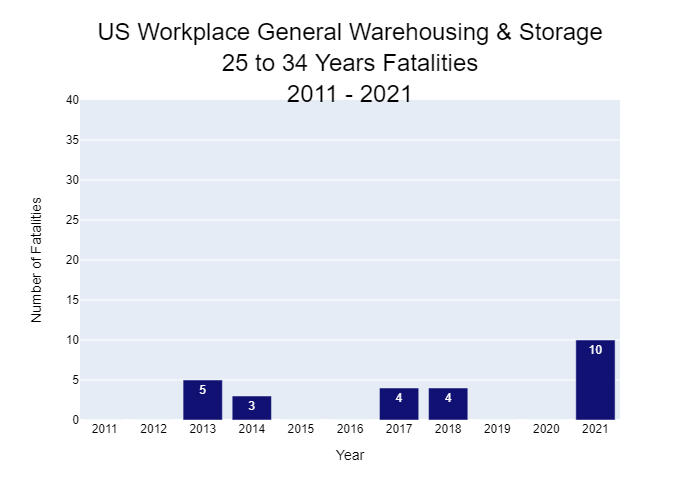 US Workplace General Warehousing & Storage
25 to 34 Years Fatalities
2011 - 2021
Number of Fatalities
40
35
30
25
20
15
10
5
0
5
3
4
4
10
2011 2012 2013 2014 2015 2016 2017 2018 2019 2020 2021
Year